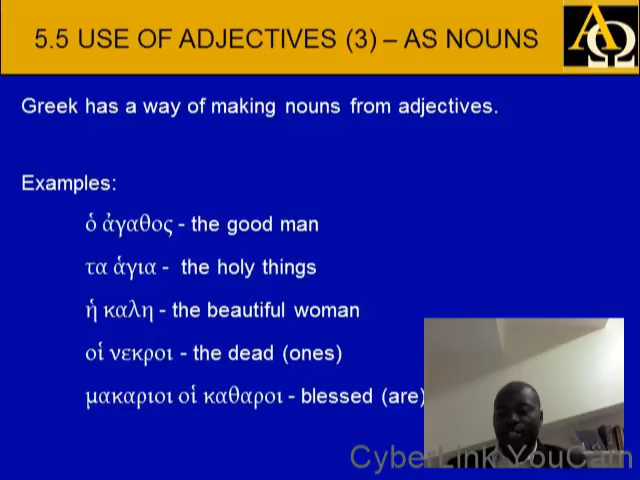 5.5 USE OF ADJECTIVES (3) – AS NOUNS
ΑΩ
Greek has a way of making nouns from adjectives.
Examples:
ὁ ἀγαθος - the good man
τα ἁγια - the holy things
ἡ καλη - the beautiful woman
οἱ νεκροι - the dead (ones)
μακαριοι οἱ καθαροι - blessed (are)
CyberLink YouCam